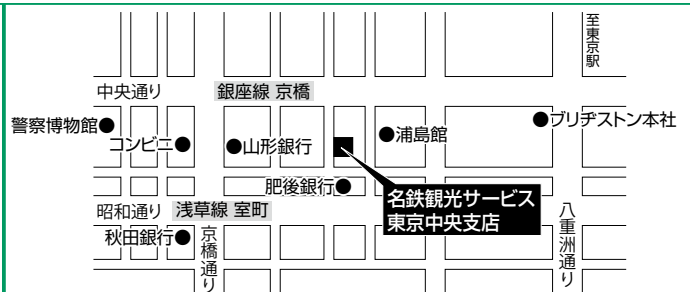 至東京駅
中央通り
銀座線 京橋
警察博物館
コンビニ
山形銀行
浦島館
ブリヂストン本社
肥後銀行
名鉄観光サービス
東京中央支店
昭和通り
浅草線 室町
秋田銀行
京橋通り
八重洲通り